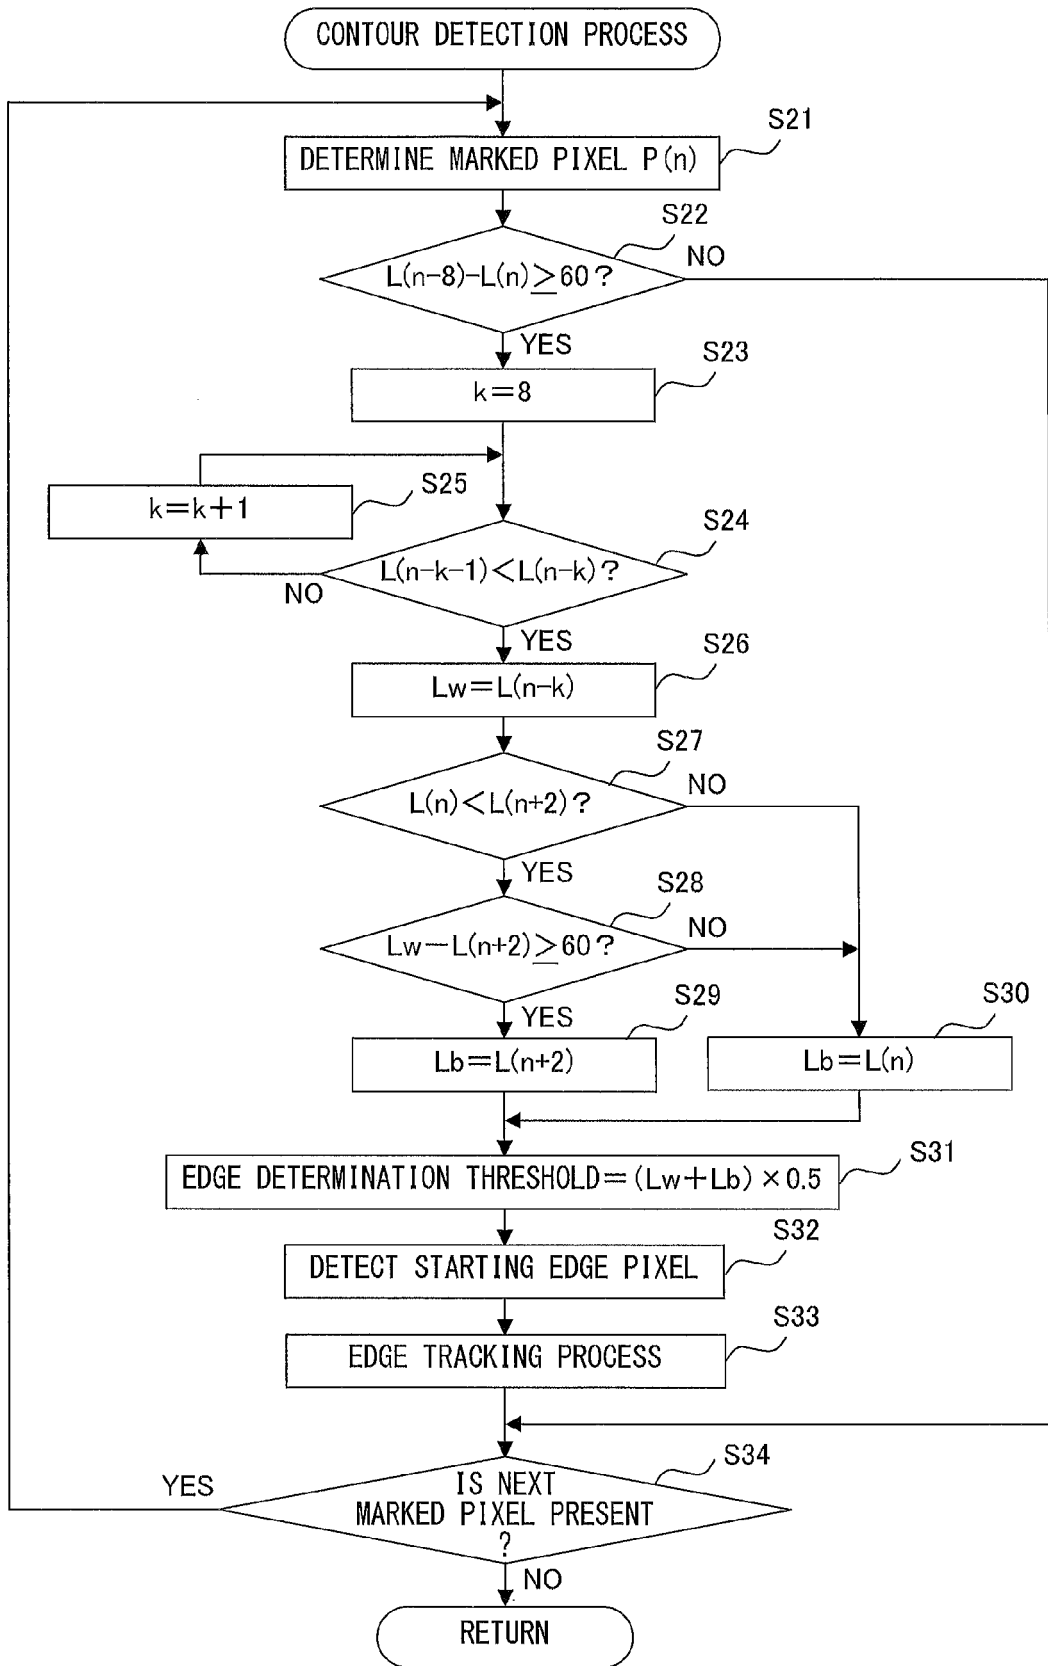 CONTOUR DETECTION PROCESS
S21
DETERMINE MARKED PIXEL P(n)
S22
L(n-8)-L(n)≥60?
NO
YES
S23
k=8
S25
k=k+1
S24
L(n-k-1)<L(n-k)?
NO
YES
S26
Lw=L(n-k)
S27
L(n)<L(n+2)?
NO
YES
S28
Lw-L(n+2)≥60?
NO
YES
S29
Lb=L(n+2)
S30
Lb=L(n)
S31
EDGE DETERMINATION THRESHOLD=(Lw+Lb)×0.5
S32
DETECT STARTING EDGE PIXEL
S33
EDGE TRACKING PROCESS
S34
YES
IS NEXT
MARKED PIXEL PRESENT
?
NO
RETURN